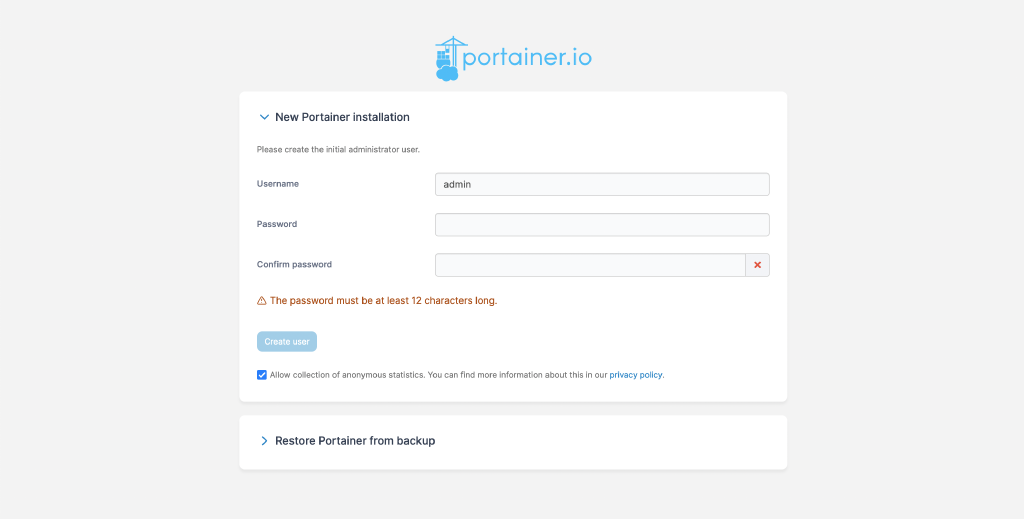 portainer.io
New Portainer installation
Please create the initial administrator user.
Username
admin
Password
Confirm password
The password must be at least 12 characters long.
Create user
Allow collection of anonymous statistics. You can find more information about this in our privacy policy.
Restore Portainer from backup